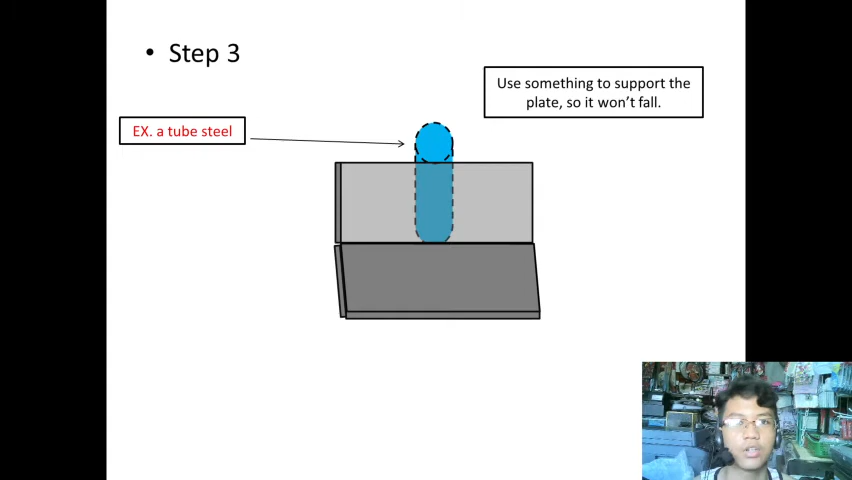 • Step 3
Use something to support the
plate, so it won't fall.
EX. a tube steel